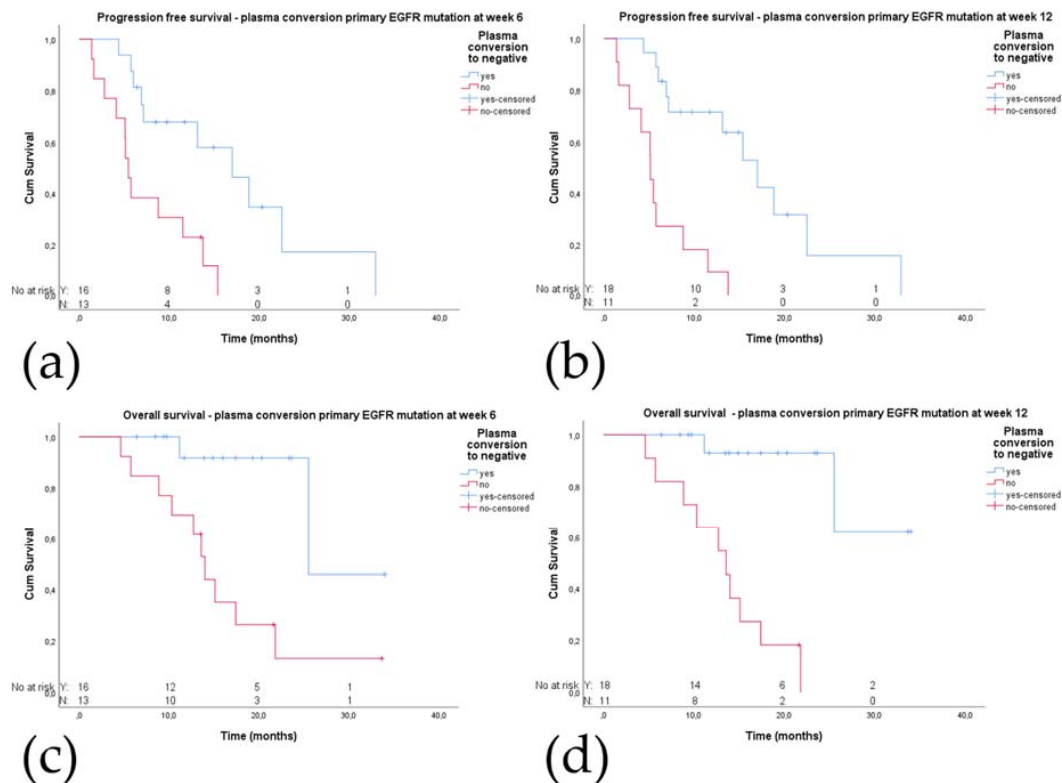 Progression free survival - plasma conversion primary EGFR mutation at week 6
Plasma
conversion
to negative
yes
no
yes-censored
no-censored
Cum Survival
1,0
0,8
0,6
0,4
0,2
0,0
No at risk Y: 16 8 3 1
N: 13 4 0 0
,0 10,0 20,0 30,0 40,0
Time (months)
(a)
Progression free survival - plasma conversion primary EGFR mutation at week 12
Plasma
conversion
to negative
yes
no
yes-censored
no-censored
Cum Survival
1,0
0,8
0,6
0,4
0,2
0,0
No at risk Y: 18 10 3 1
N: 11 2 0 0
,0 10,0 20,0 30,0 40,0
Time (months)
(b)
Overall survival - plasma conversion primary EGFR mutation at week 6
Plasma
conversion
to negative
yes
no
yes-censored
no-censored
Cum Survival
1,0
0,8
0,6
0,4
0,2
0,0
No at risk Y: 16 12 5 1
N: 13 10 3 1
,0 10,0 20,0 30,0 40,0
Time (months)
(c)
Overall survival - plasma conversion primary EGFR mutation at week 12
Plasma
conversion
to negative
yes
no
yes-censored
no-censored
Cum Survival
1,0
0,8
0,6
0,4
0,2
0,0
No at risk Y: 18 14 6 2
N: 11 8 2 0
,0 10,0 20,0 30,0 40,0
Time (months)
(d)